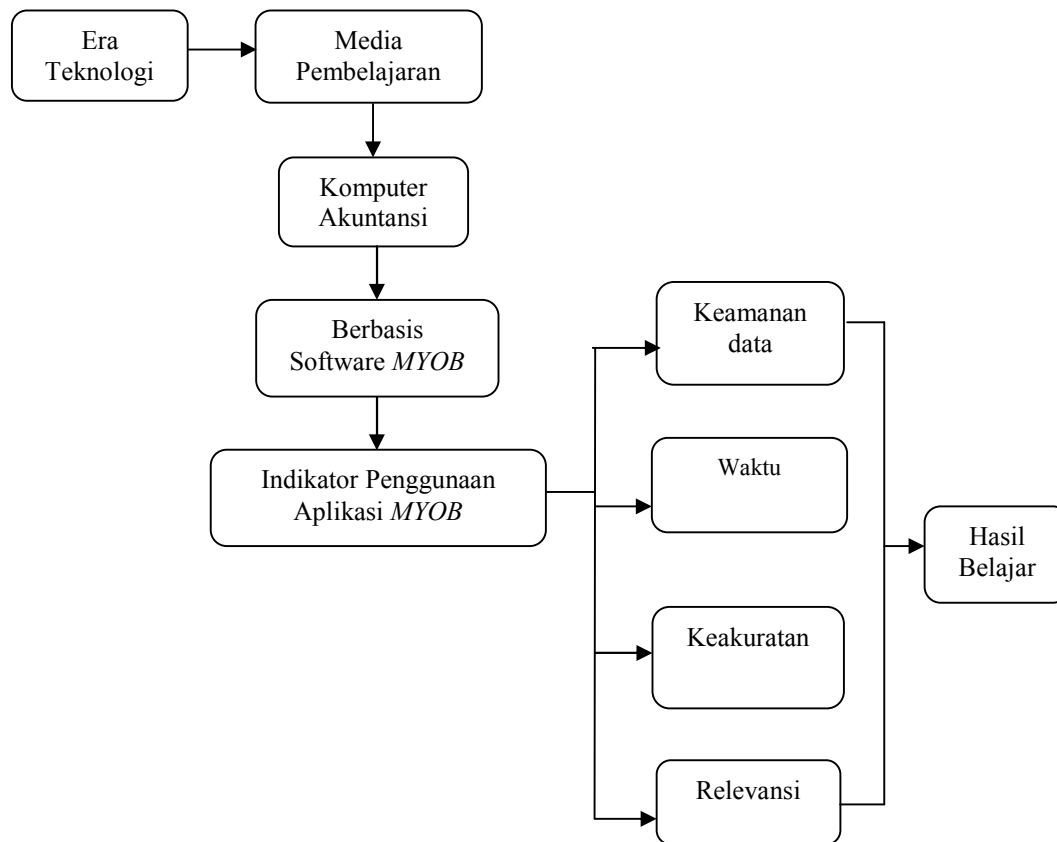 Era
Teknologi
Media
Pembelajaran
Komputer
Akuntansi
Berbasis
Software MYOB
Indikator Penggunaan
Aplikasi MYOB
Keamanan
data
Waktu
Keakuratan
Relevansi
Hasil
Belajar